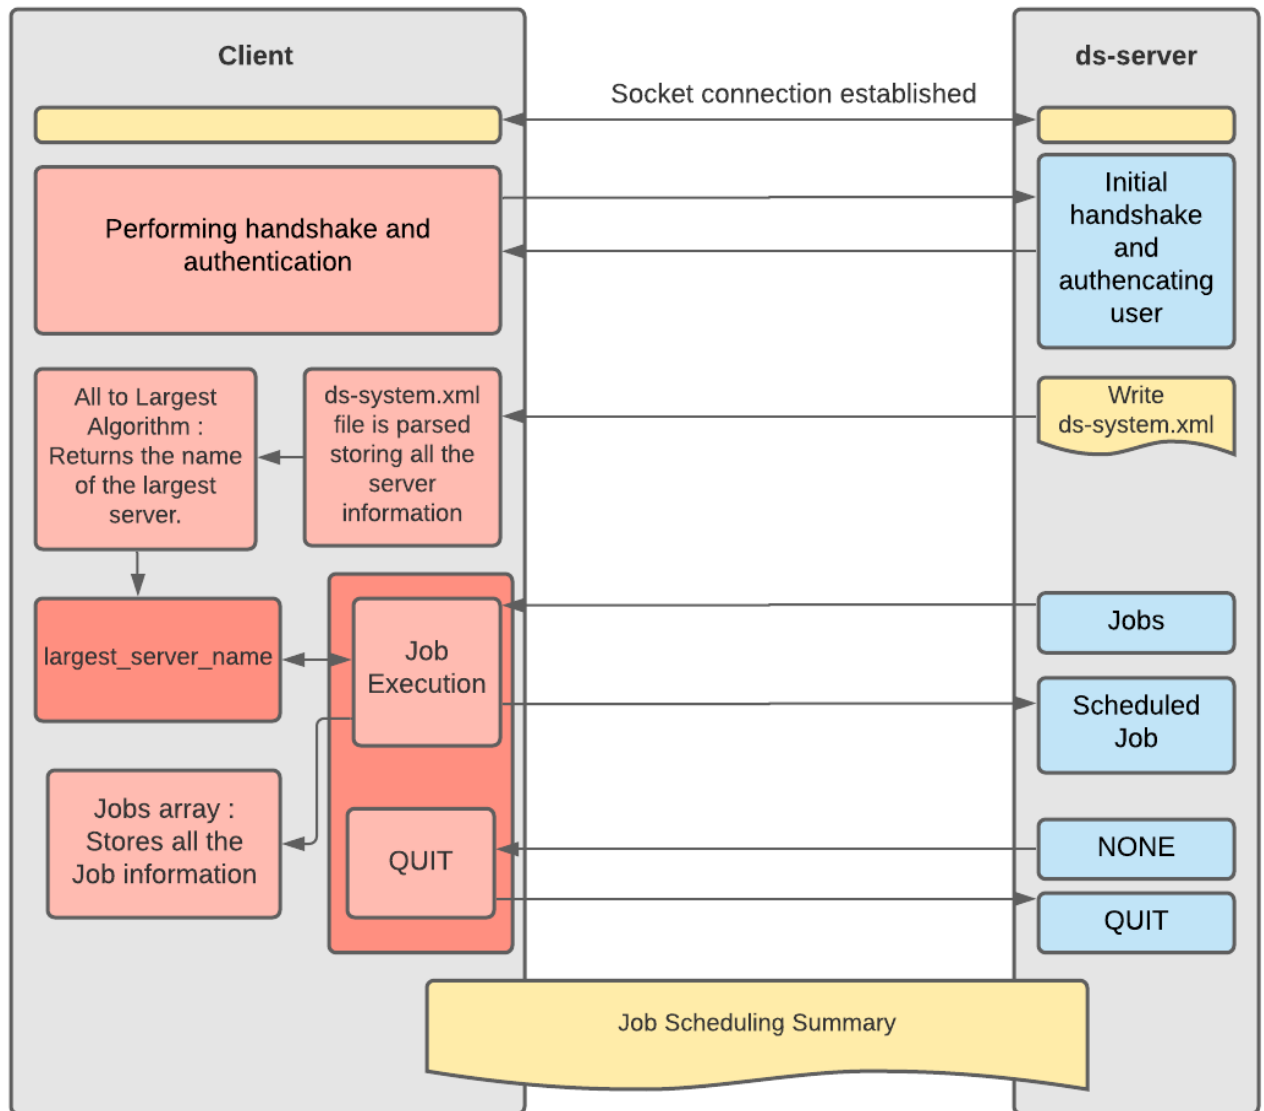 Client
ds-server
Socket connection established
Performing handshake and
authentication
Initial
handshake
and
authencating
user
All to Largest
Algorithm :
Returns the name
of the largest
server.
ds-system.xml
file is parsed
storing all the
server
information
Write
ds-system.xml
largest_server_name
Job
Execution
Jobs
Scheduled
Job
Jobs array :
Stores all the
Job information
QUIT
NONE
QUIT
Job Scheduling Summary